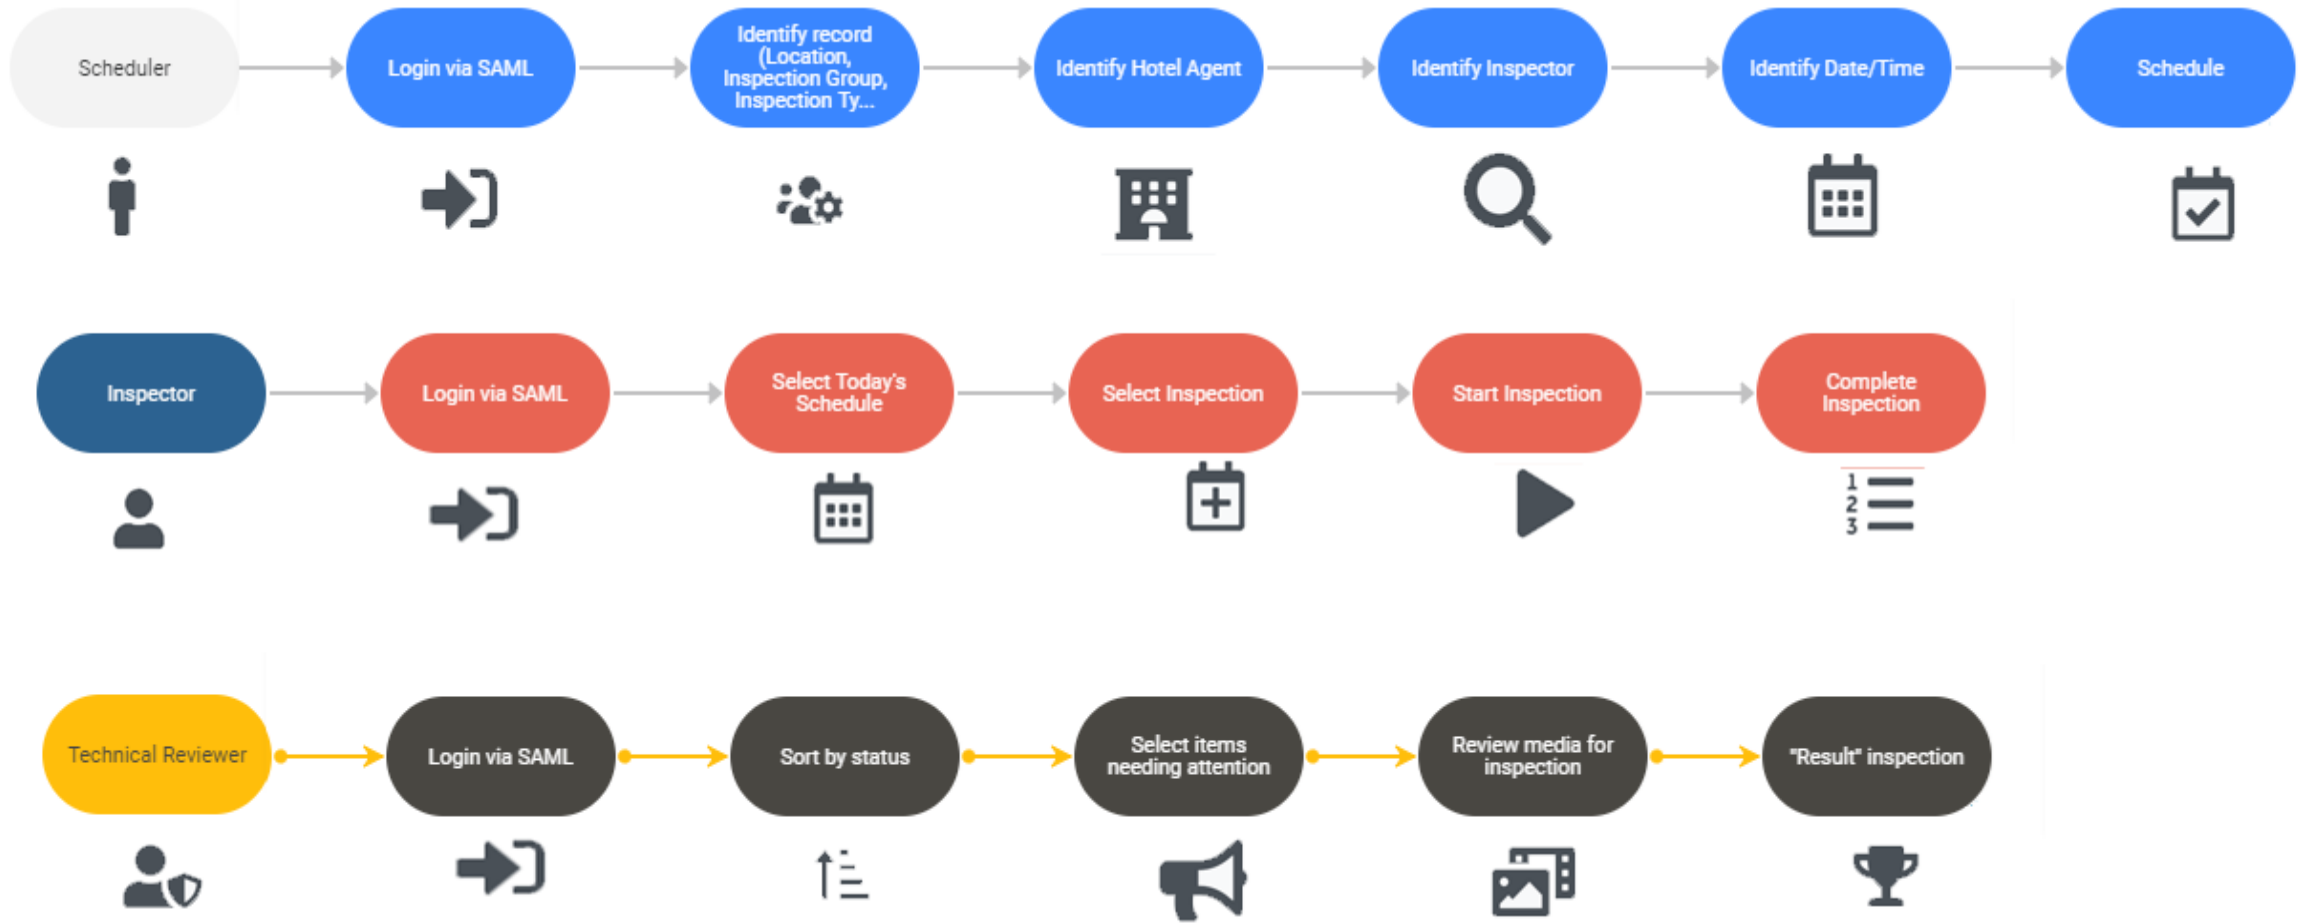 Scheduler
Login via SAML
Identify record
(Location,
Inspection Group,
Inspection Ty...
Identify Hotel Agent
Identify Inspector
Identify Date/Time
Schedule
Inspector
Login via SAML
Select Today's
Schedule
Select Inspection
Start Inspection
Complete
Inspection
1
2
3
Technical Reviewer
Login via SAML
Sort by status
Select items
needing attention
Review media for
inspection
"Result" inspection